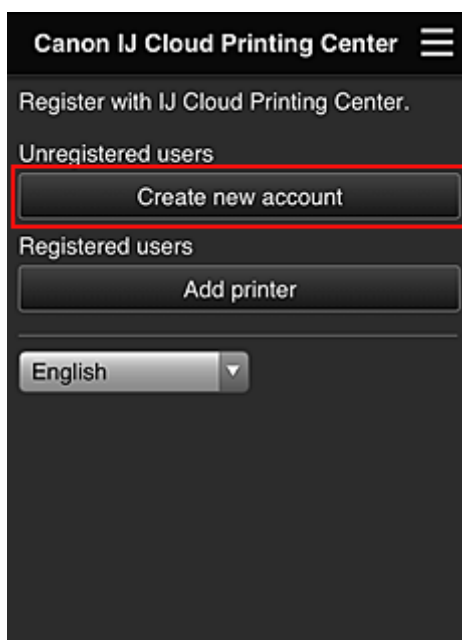 Canon IJ Cloud Printing Center
Register with IJ Cloud Printing Center.
Unregistered users
Create new account
Registered users
Add printer
English